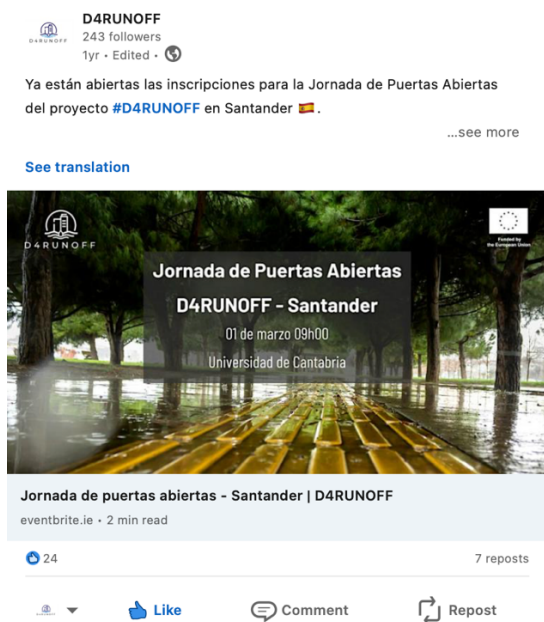 D4RUNOFF
D4RUNOFF
243 followers
1yr • Edited •
Ya están abiertas las inscripciones para la Jornada de Puertas Abiertas
del proyecto #D4RUNOFF en Santander 🇪🇸.
...see more
See translation
D4RUNOFF
Funded by
the European Union
Jornada de Puertas Abiertas
D4RUNOFF - Santander
01 de marzo 09h00
Universidad de Cantabria
Jornada de puertas abiertas - Santander | D4RUNOFF
eventbrite.ie • 2 min read
24
7 reposts
Like
Comment
Repost